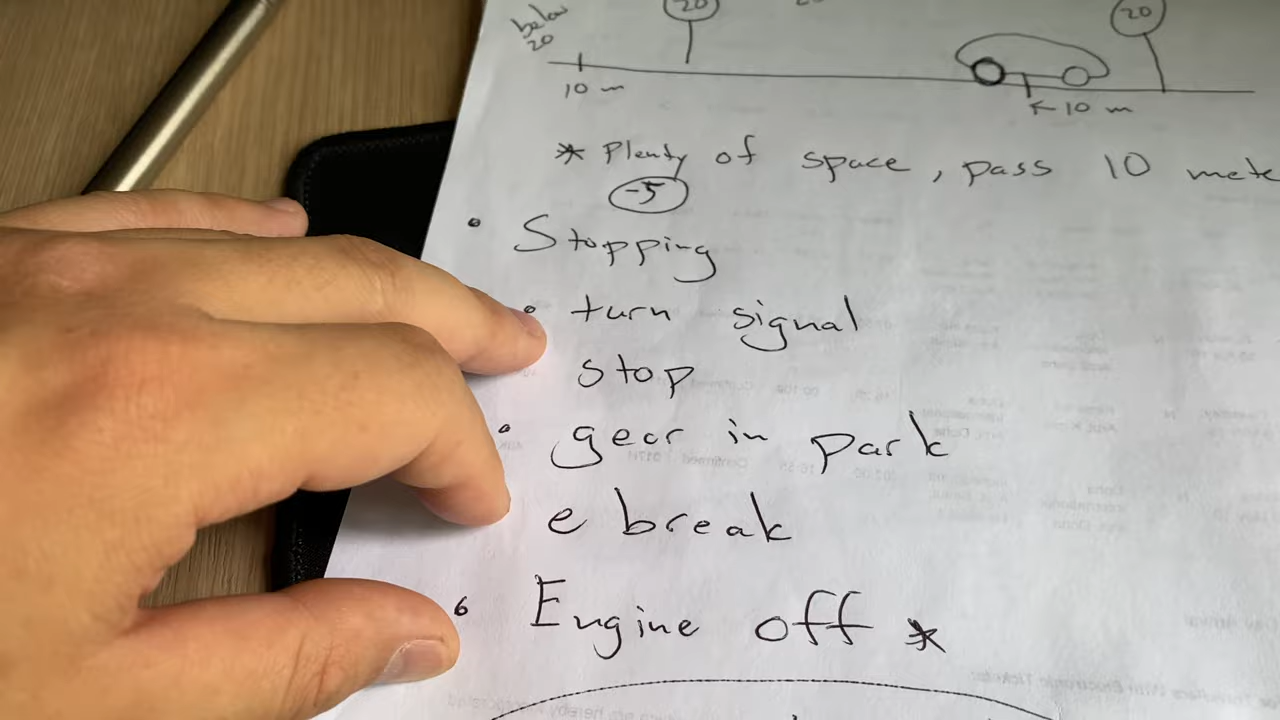 20
20
below
20
10 m
← 10 m
* Plenty of space, pass 10 mete
-5
• Stopping
• turn signal
stop
• gear in park
e break
• Engine off *